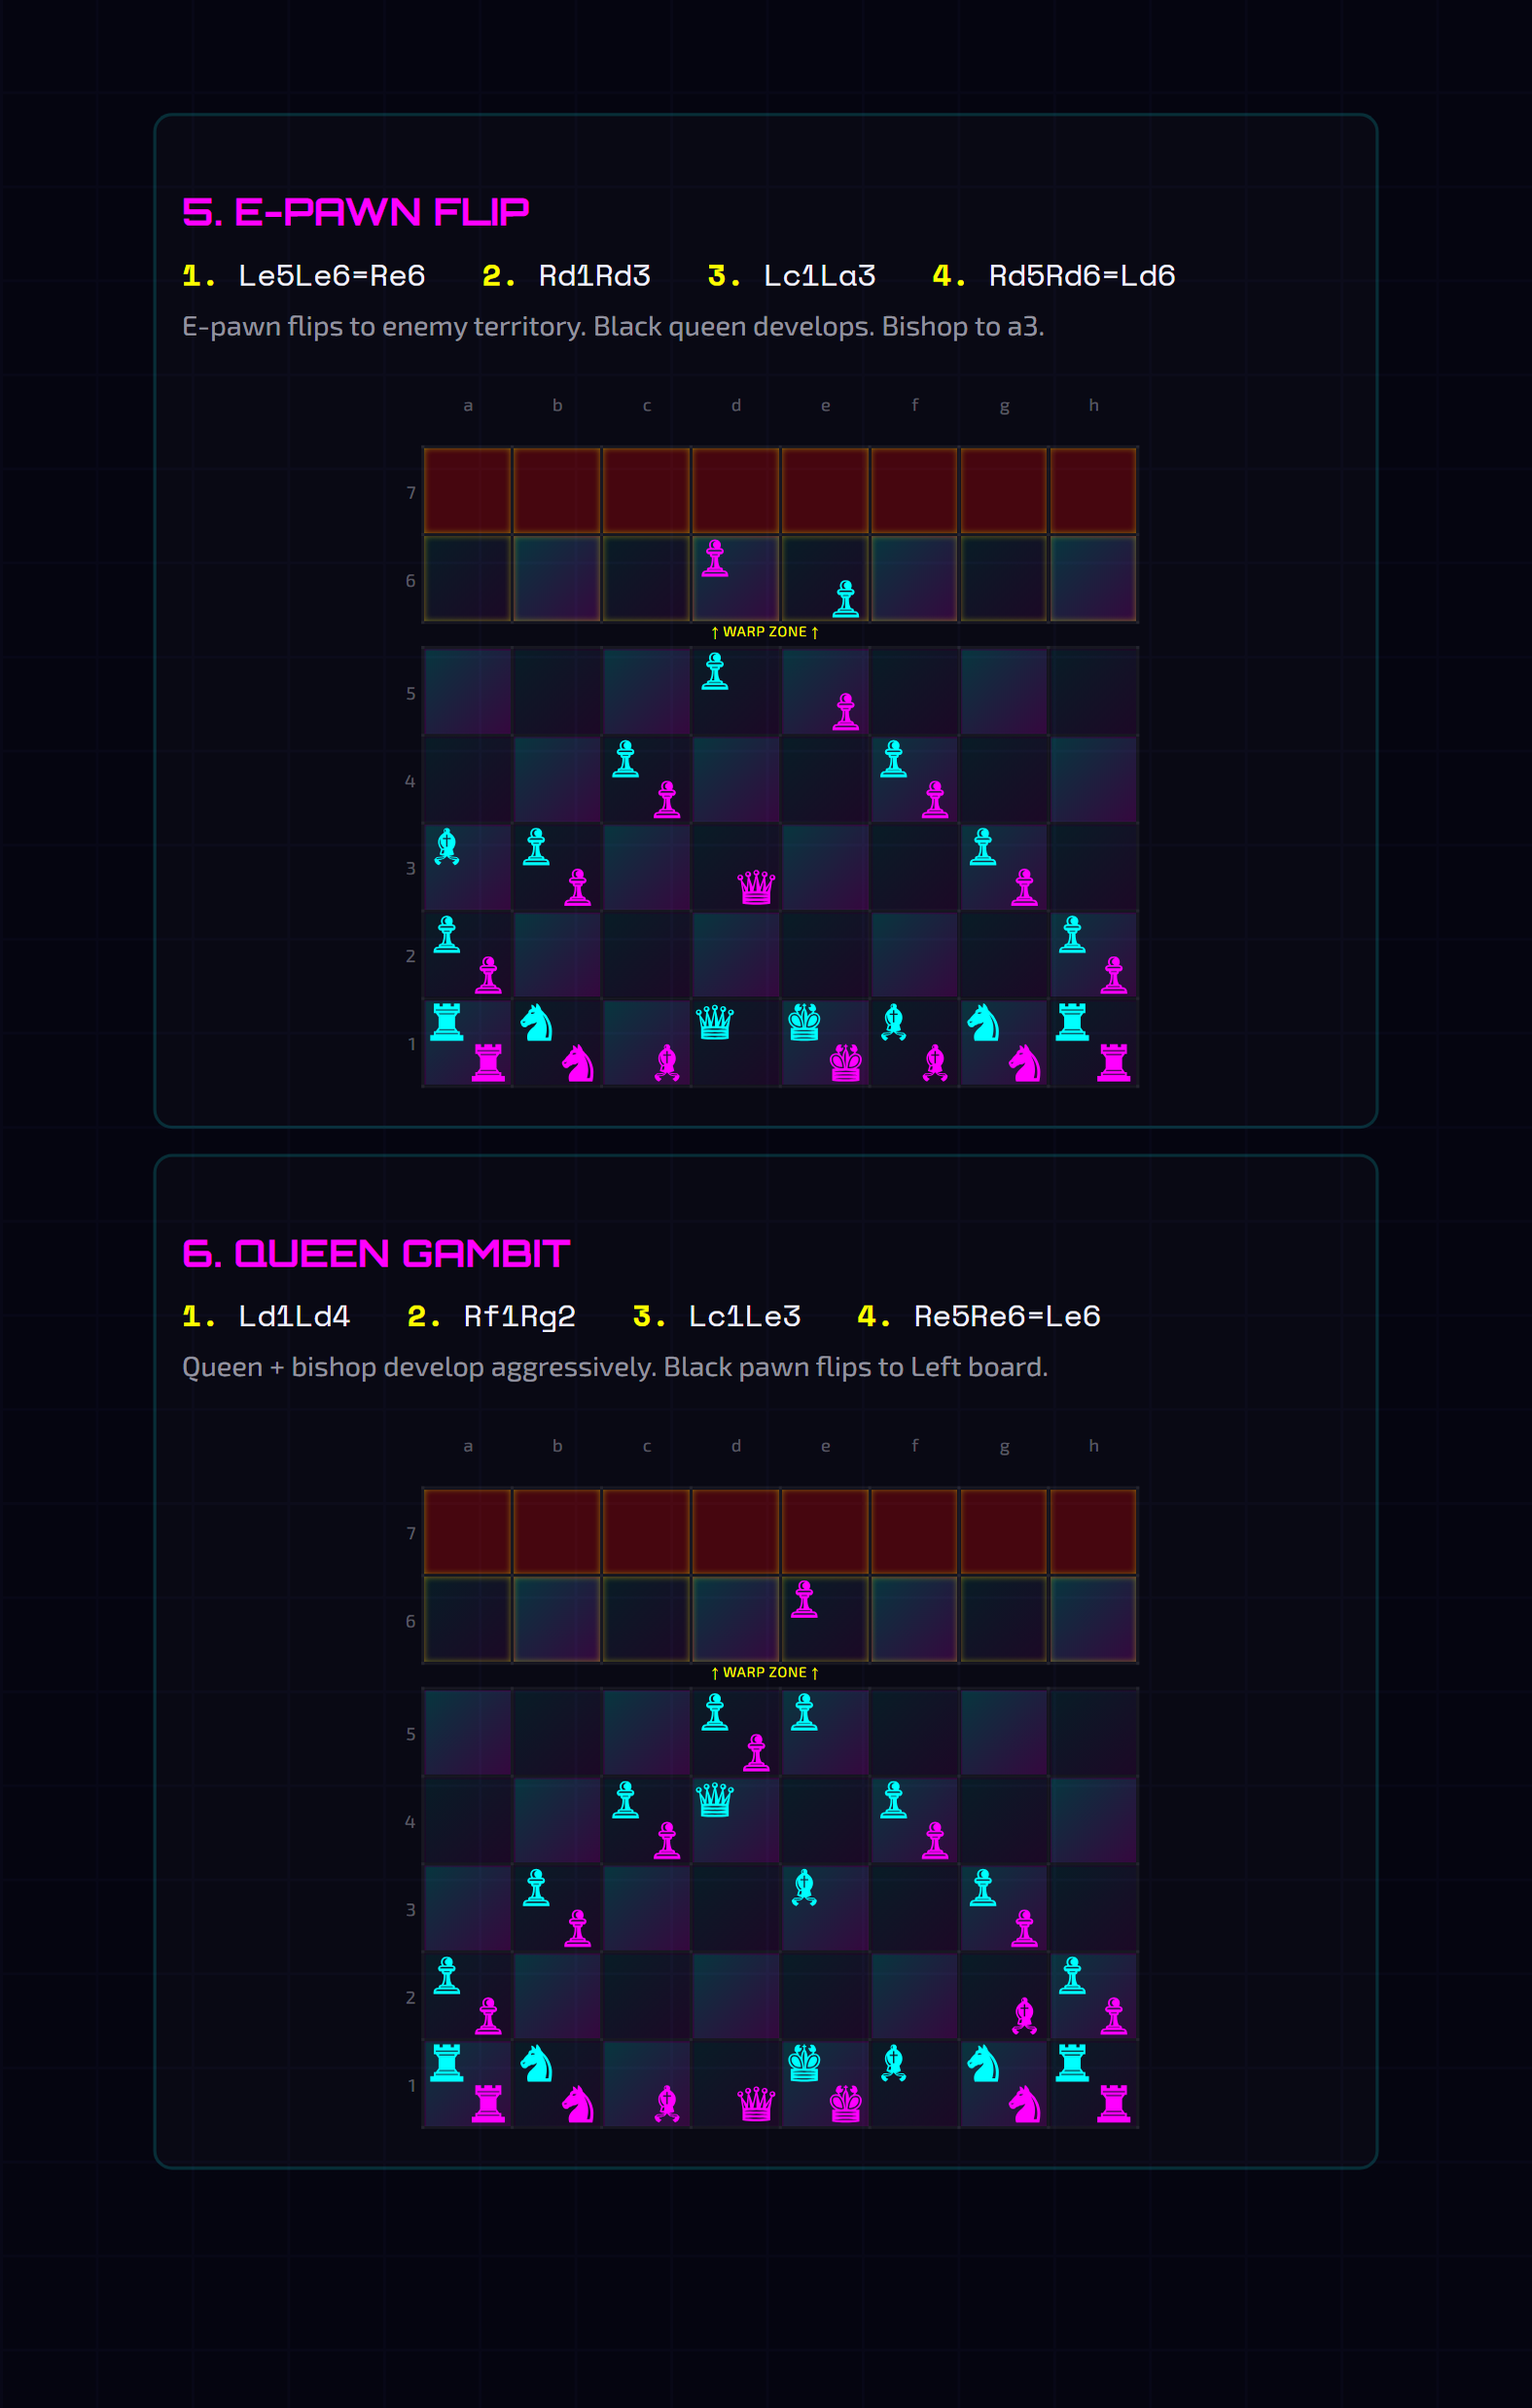 5. E-PAWN FLIP
1. Le5Le6=Re6 2. Rd1Rd3 3. Lc1La3 4. Rd5Rd6=Ld6
E-pawn flips to enemy territory. Black queen develops. Bishop to a3.
a b c d e f g h
7
6
↑ WARP ZONE ↑
5
4
3
2
1
6. QUEEN GAMBIT
1. Ld1Ld4 2. Rf1Rg2 3. Lc1Le3 4. Re5Re6=Le6
Queen + bishop develop aggressively. Black pawn flips to Left board.
a b c d e f g h
7
6
↑ WARP ZONE ↑
5
4
3
2
1